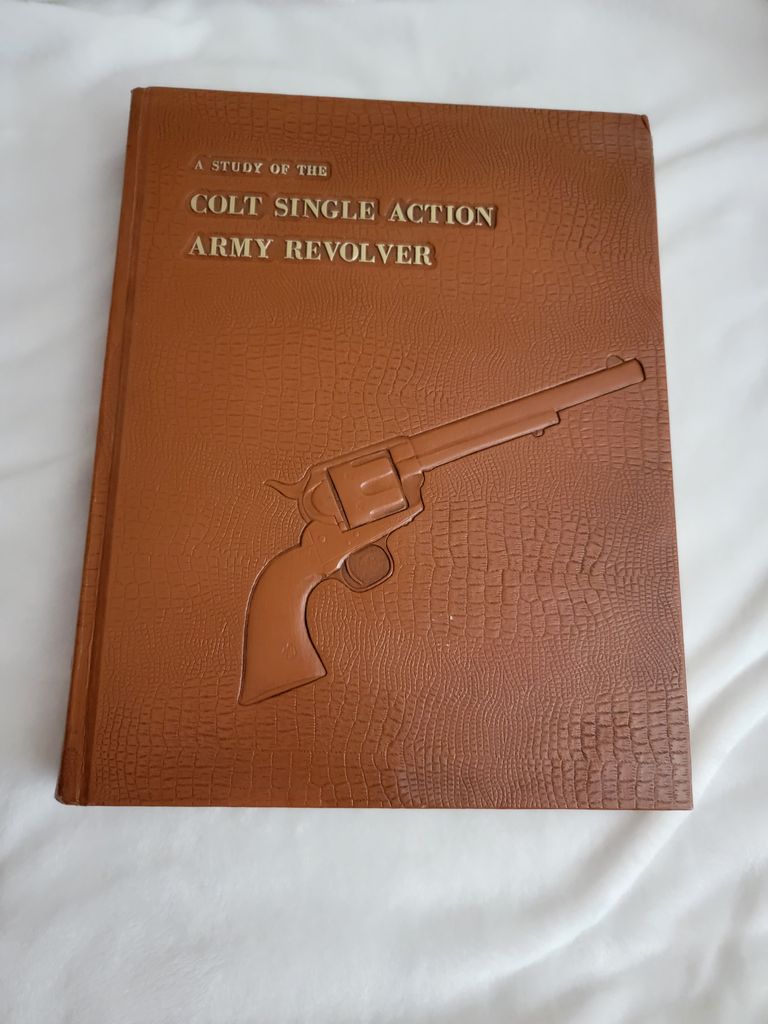 A STUDY OF THE
COLT SINGLE ACTION
ARMY REVOLVER